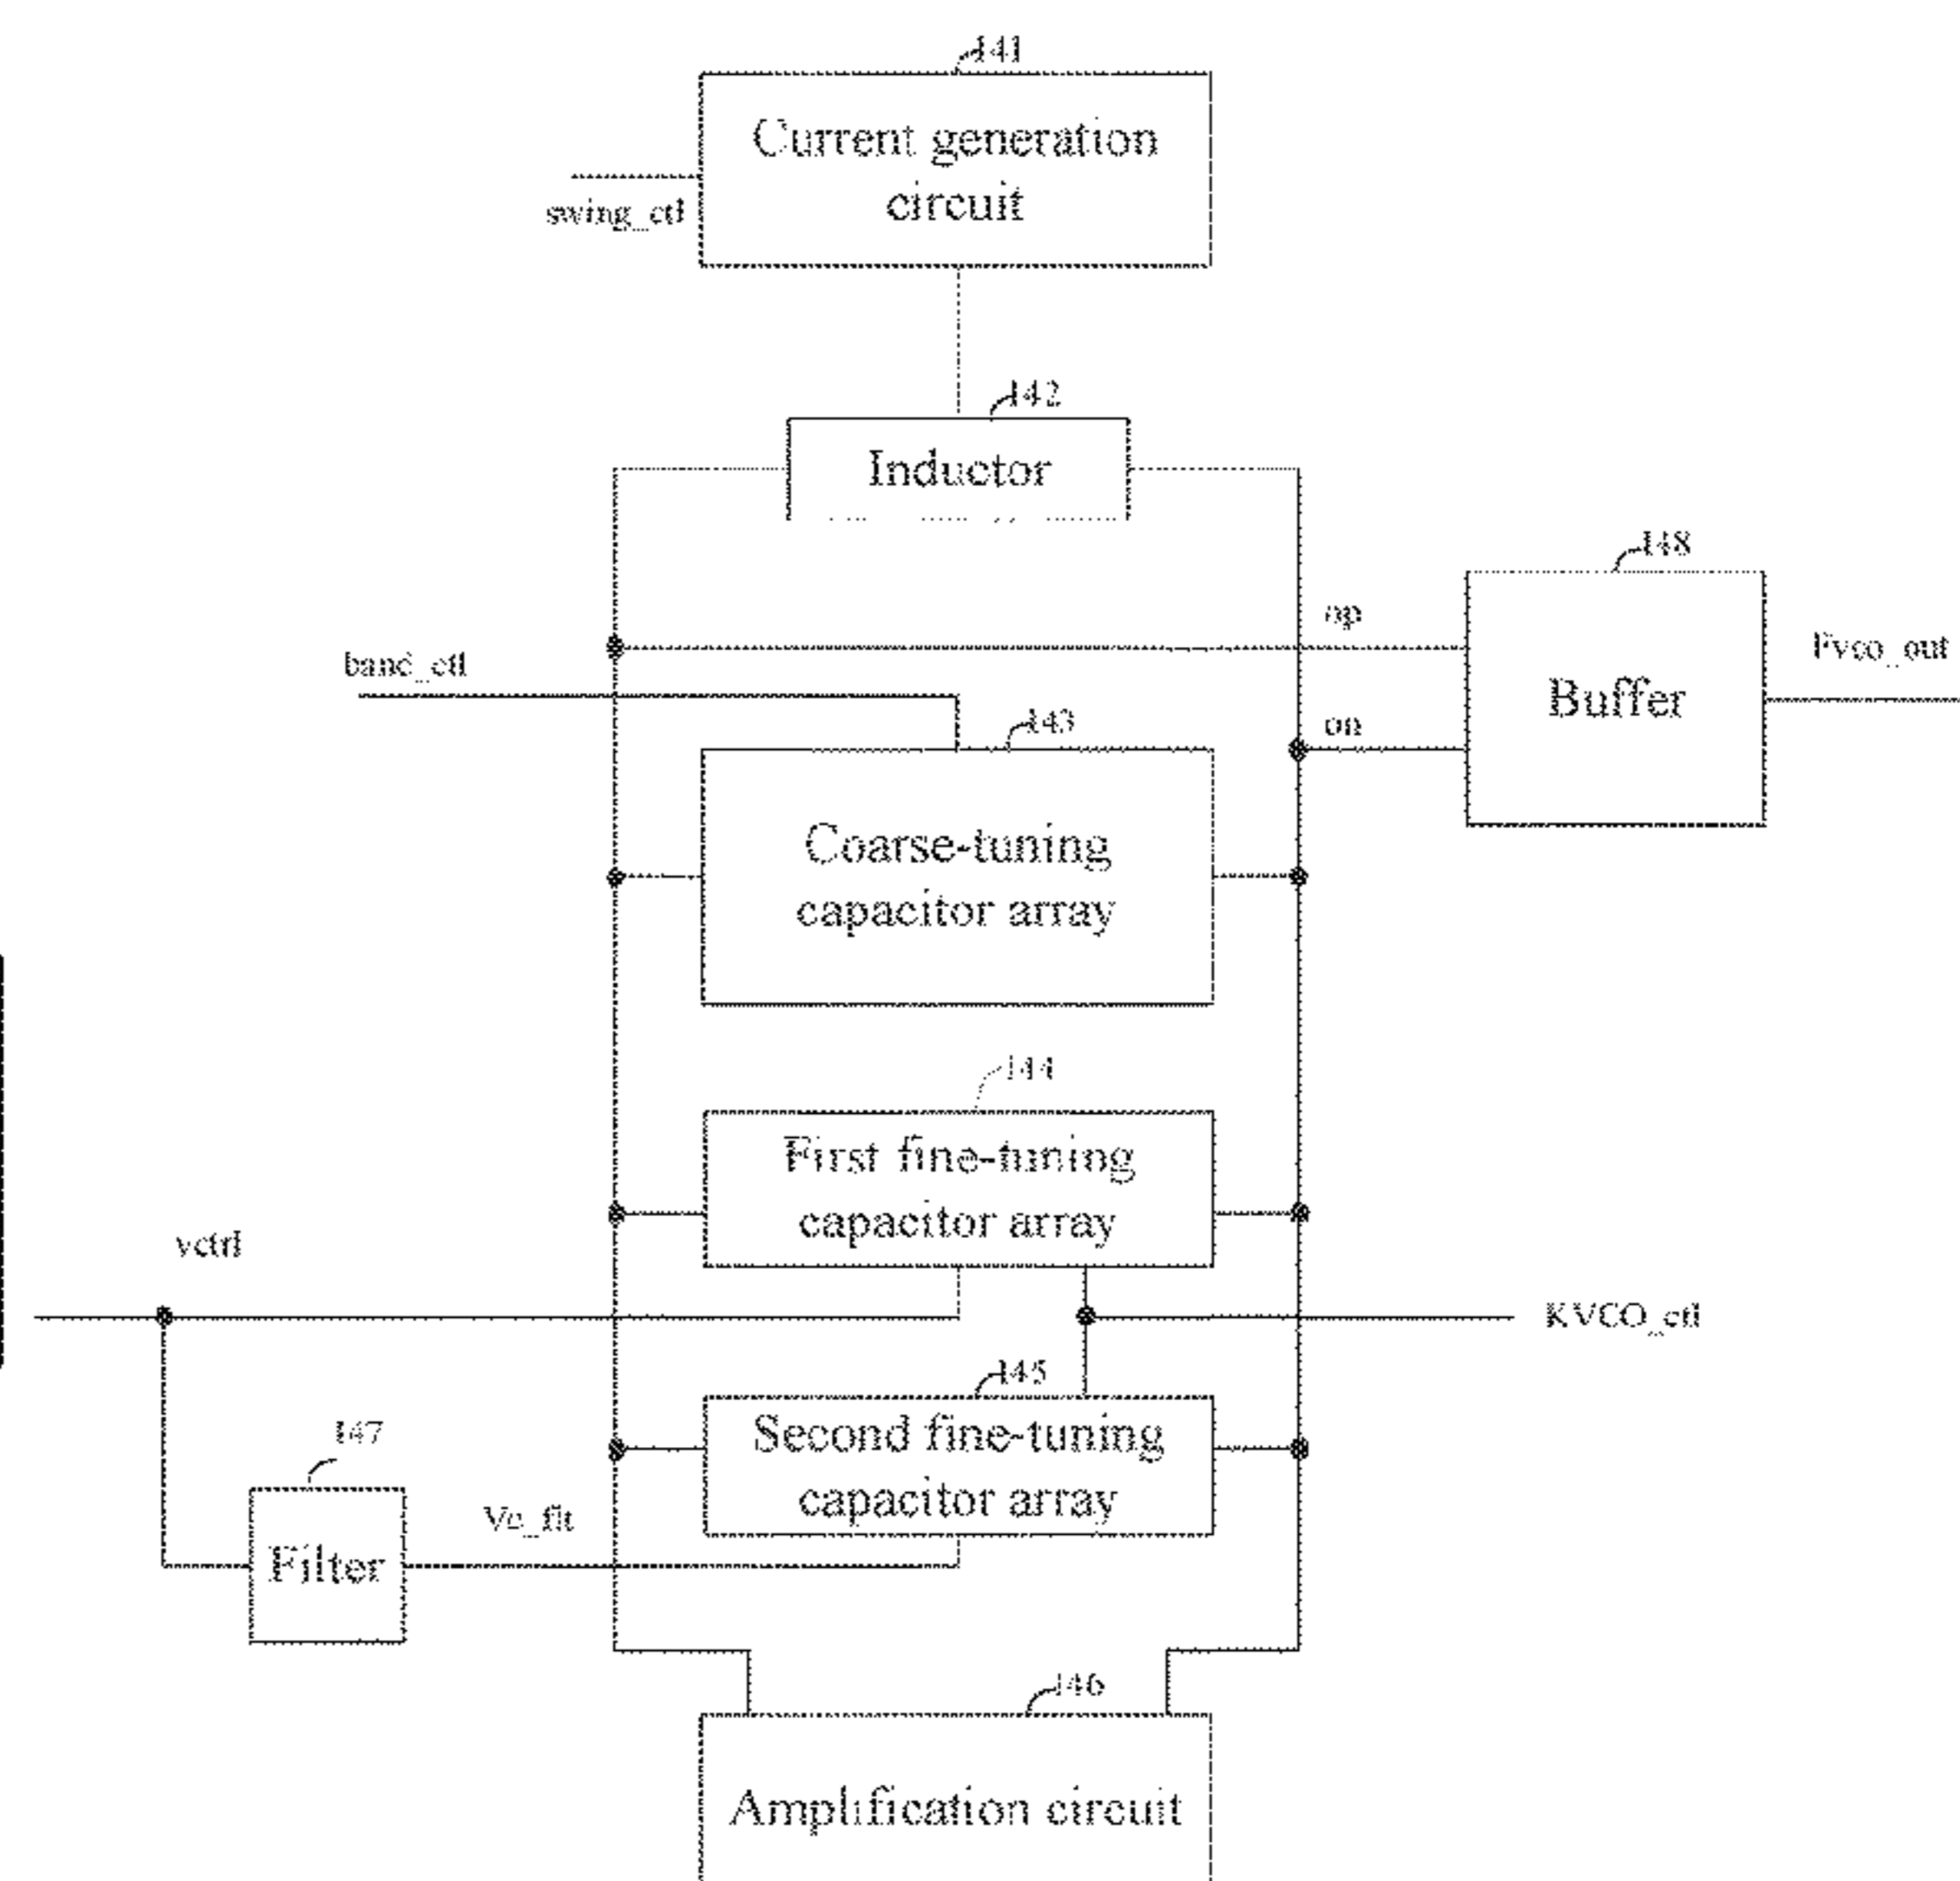 141
Current generation
circuit
swing_ctl
142
Inductor
148
op
Fvco_out
band_ctl
Buffer
143
on
Coarse-tuning
capacitor array
144
First fine-tuning
capacitor array
vctrl
KVCO_ctl
145
Second fine-tuning
capacitor array
147
Vc_flt
Filter
146
Amplification circuit